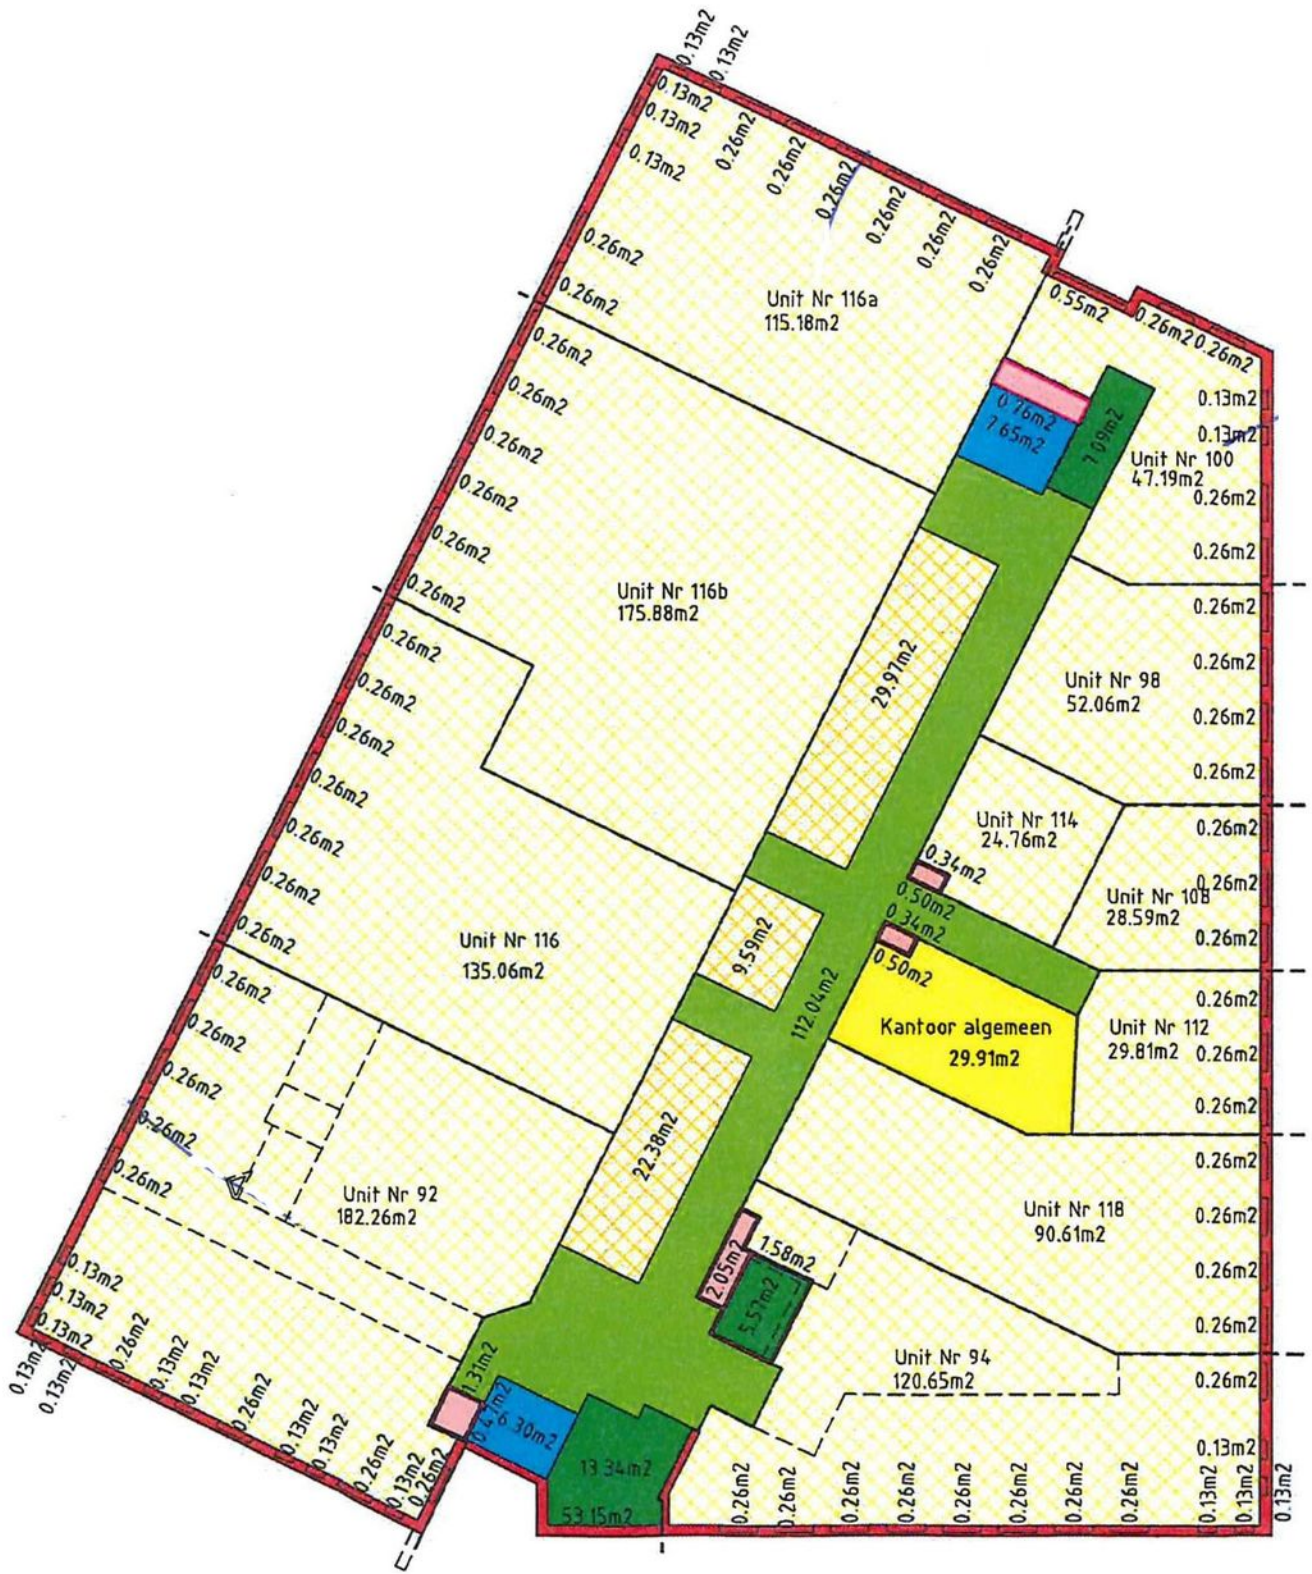 0.13m2
0.13m2
0.13m2
0.13m2
0.13m2
0.26m2
0.26m2
0.26m2
0.26m2
0.26m2
0.26m2
0.26m2
0.26m2
Unit Nr 116a
115.18m2
0.55m2
0.26m2
0.26m2
0.13m2
0.13m2
0.76m2
7.65m2
7.09m2
Unit Nr 100
47.19m2
0.26m2
0.26m2
0.26m2
0.26m2
0.26m2
0.26m2
0.26m2
0.26m2
Unit Nr 116b
175.88m2
29.97m2
0.26m2
0.26m2
Unit Nr 98
52.06m2
0.26m2
0.26m2
0.26m2
0.26m2
0.26m2
0.26m2
0.26m2
0.26m2
0.26m2
Unit Nr 116
135.06m2
9.59m2
112.04m2
Unit Nr 114
24.76m2
0.34m2
0.50m2
0.34m2
0.50m2
0.26m2
0.26m2
Unit Nr 108
28.59m2
0.26m2
Kantoor algemeen
29.91m2
Unit Nr 112
29.81m2
0.26m2
0.26m2
0.26m2
0.26m2
0.26m2
0.26m2
0.26m2
0.26m2
Unit Nr 92
182.26m2
22.38m2
0.26m2
Unit Nr 118
90.61m2
0.26m2
0.26m2
0.26m2
1.58m2
2.05m2
5.57m2
Unit Nr 94
120.65m2
0.26m2
0.13m2
0.13m2
0.13m2
0.13m2
0.13m2
0.13m2
0.26m2
0.13m2
0.13m2
0.26m2
0.13m2
0.13m2
0.26m2
0.13m2
0.26m2
1.31m2
0.47m2
6.30m2
13.34m2
53.15m2
0.26m2
0.26m2
0.26m2
0.26m2
0.26m2
0.26m2
0.26m2
0.26m2
0.13m2
0.13m2
0.13m2